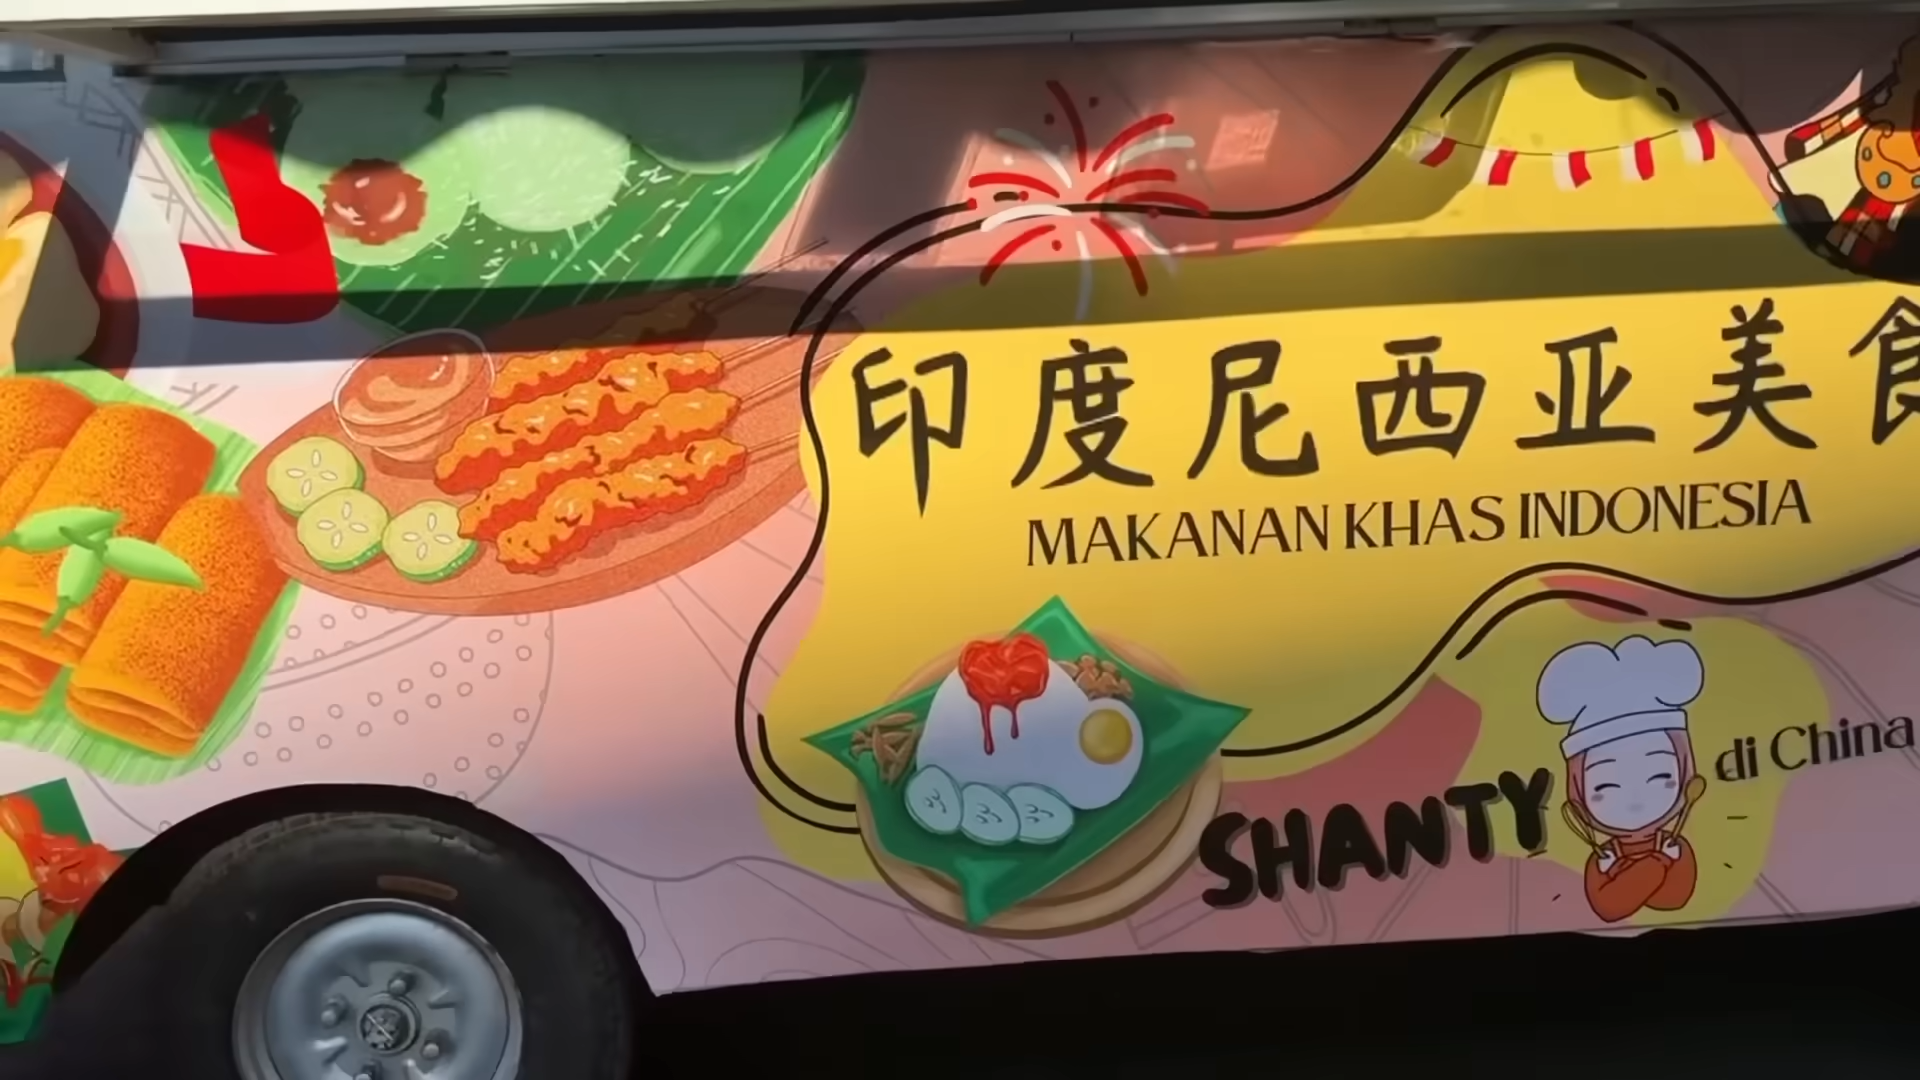 印度尼西亚美食
MAKANAN KHAS INDONESIA
SHANTY
di China